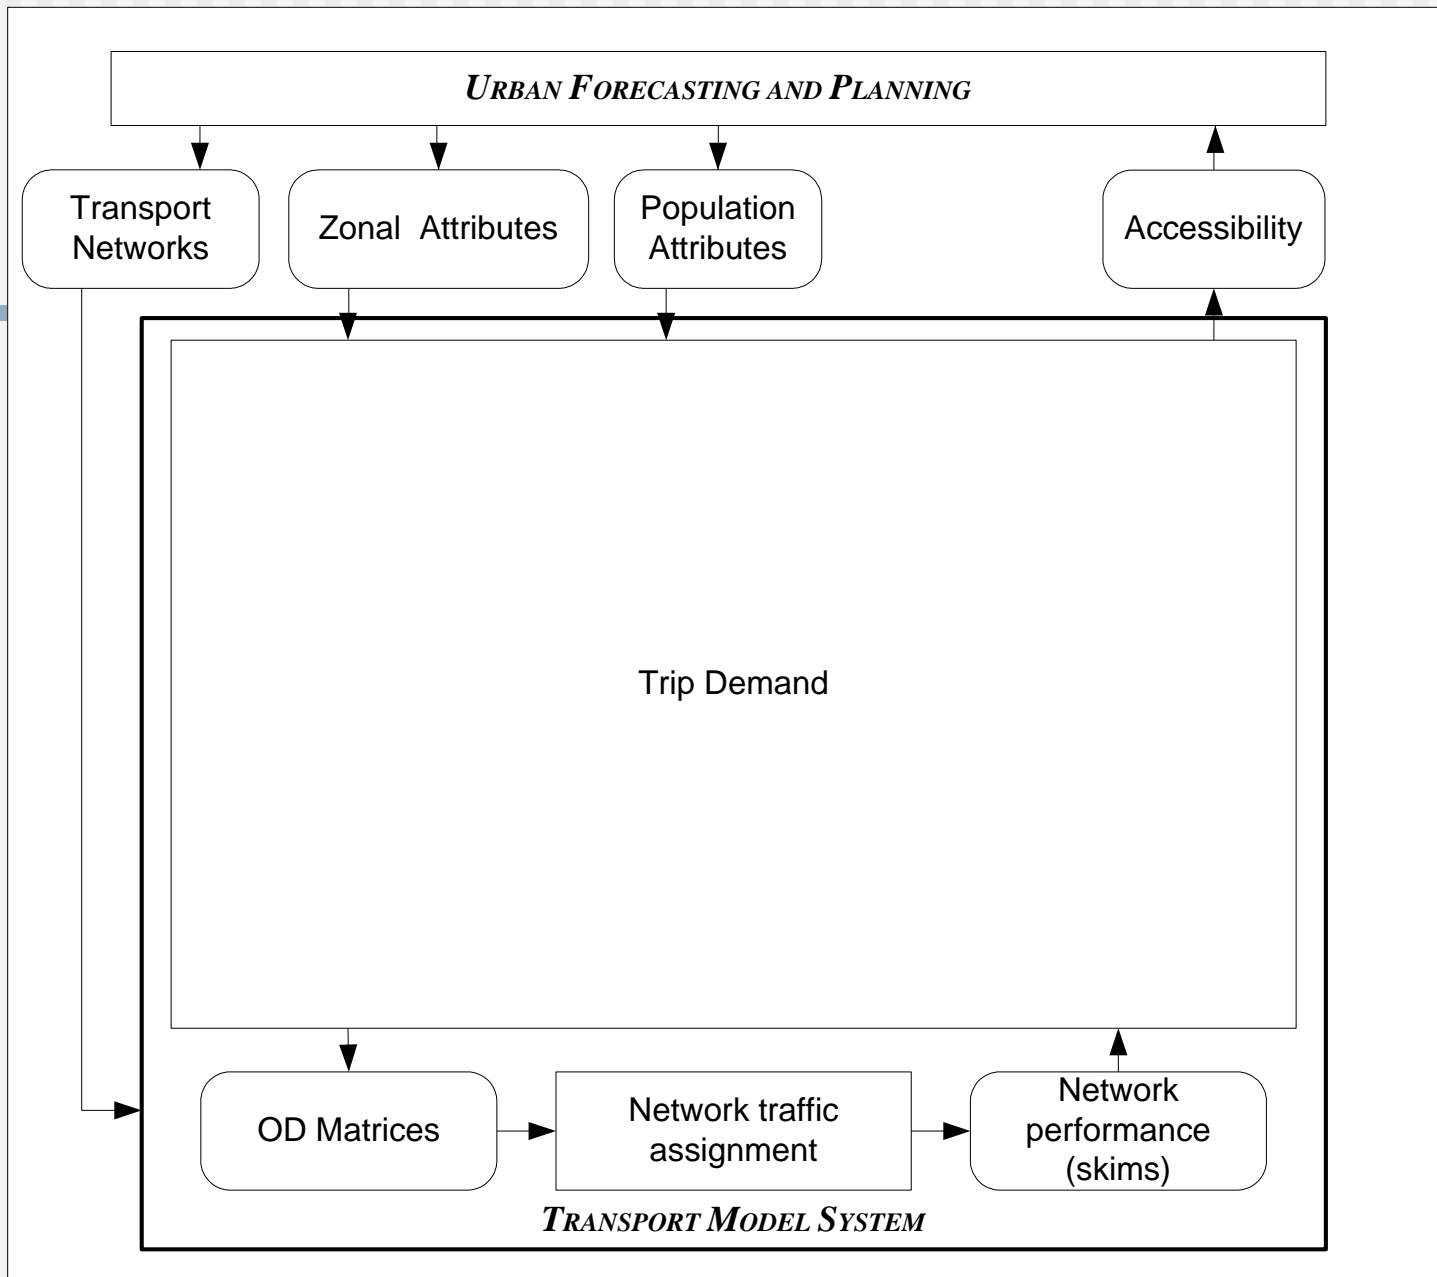 URBAN FORECASTING AND PLANNING
Transport
Networks
Zonal Attributes
Population
Attributes
Accessibility
Trip Demand
OD Matrices
Network traffic
assignment
Network
performance
(skims)
TRANSPORT MODEL SYSTEM